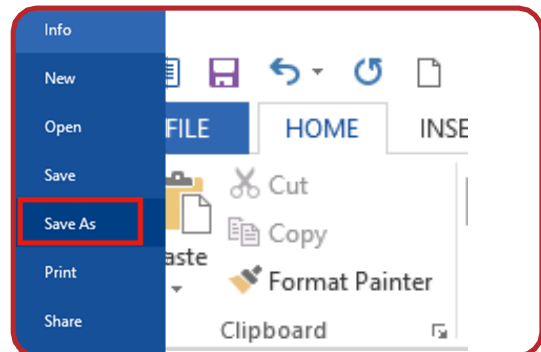 Info
New
Open
Save
Save As
Print
Share
FILE
HOME
INSE
Cut
Copy
aste
Format Painter
Clipboard